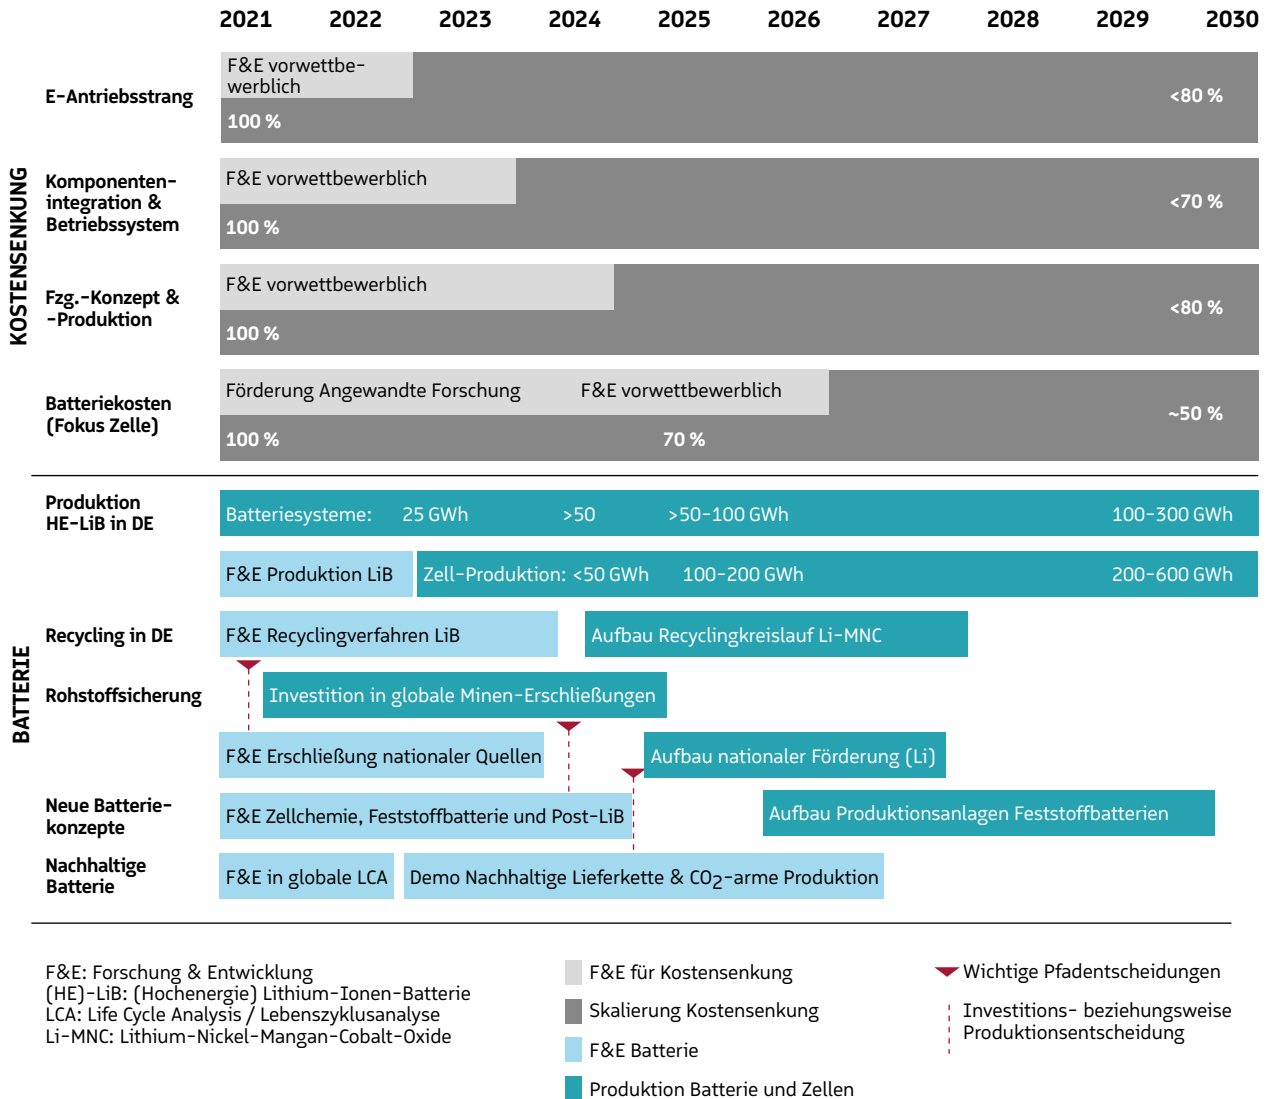 2021 2022 2023 2024 2025 2026 2027 2028 2029 2030
KOSTENSENKUNG
E-Antriebsstrang
F&E vorwettbe-
werblich
100 %
<80 %
Komponenten-
integration &
Betriebssystem
F&E vorwettbewerblich
100 %
<70 %
Fzg.-Konzept &
-Produktion
F&E vorwettbewerblich
100 %
<80 %
Batteriekosten
(Fokus Zelle)
Förderung Angewandte Forschung F&E vorwettbewerblich
100 % 70 %
~50 %
BATTERIE
Produktion
HE-LiB in DE
Batteriesysteme: 25 GWh >50 >50-100 GWh 100-300 GWh
F&E Produktion LiB Zell-Produktion: <50 GWh 100-200 GWh 200-600 GWh
Recycling in DE
F&E Recyclingverfahren LiB Aufbau Recyclingkreislauf Li-MNC
Rohstoffsicherung
Investition in globale Minen-Erschließungen
F&E Erschließung nationaler Quellen Aufbau nationaler Förderung (Li)
Neue Batterie-
konzepte
F&E Zellchemie, Feststoffbatterie und Post-LiB Aufbau Produktionsanlagen Feststoffbatterien
Nachhaltige
Batterie
F&E in globale LCA Demo Nachhaltige Lieferkette & CO2-arme Produktion
F&E: Forschung & Entwicklung
(HE)-LiB: (Hochenergie) Lithium-Ionen-Batterie
LCA: Life Cycle Analysis / Lebenszyklusanalyse
Li-MNC: Lithium-Nickel-Mangan-Cobalt-Oxide
F&E für Kostensenkung
Skalierung Kostensenkung
F&E Batterie
Produktion Batterie und Zellen
Wichtige Pfadentscheidungen
Investitions- beziehungsweise
Produktionsentscheidung